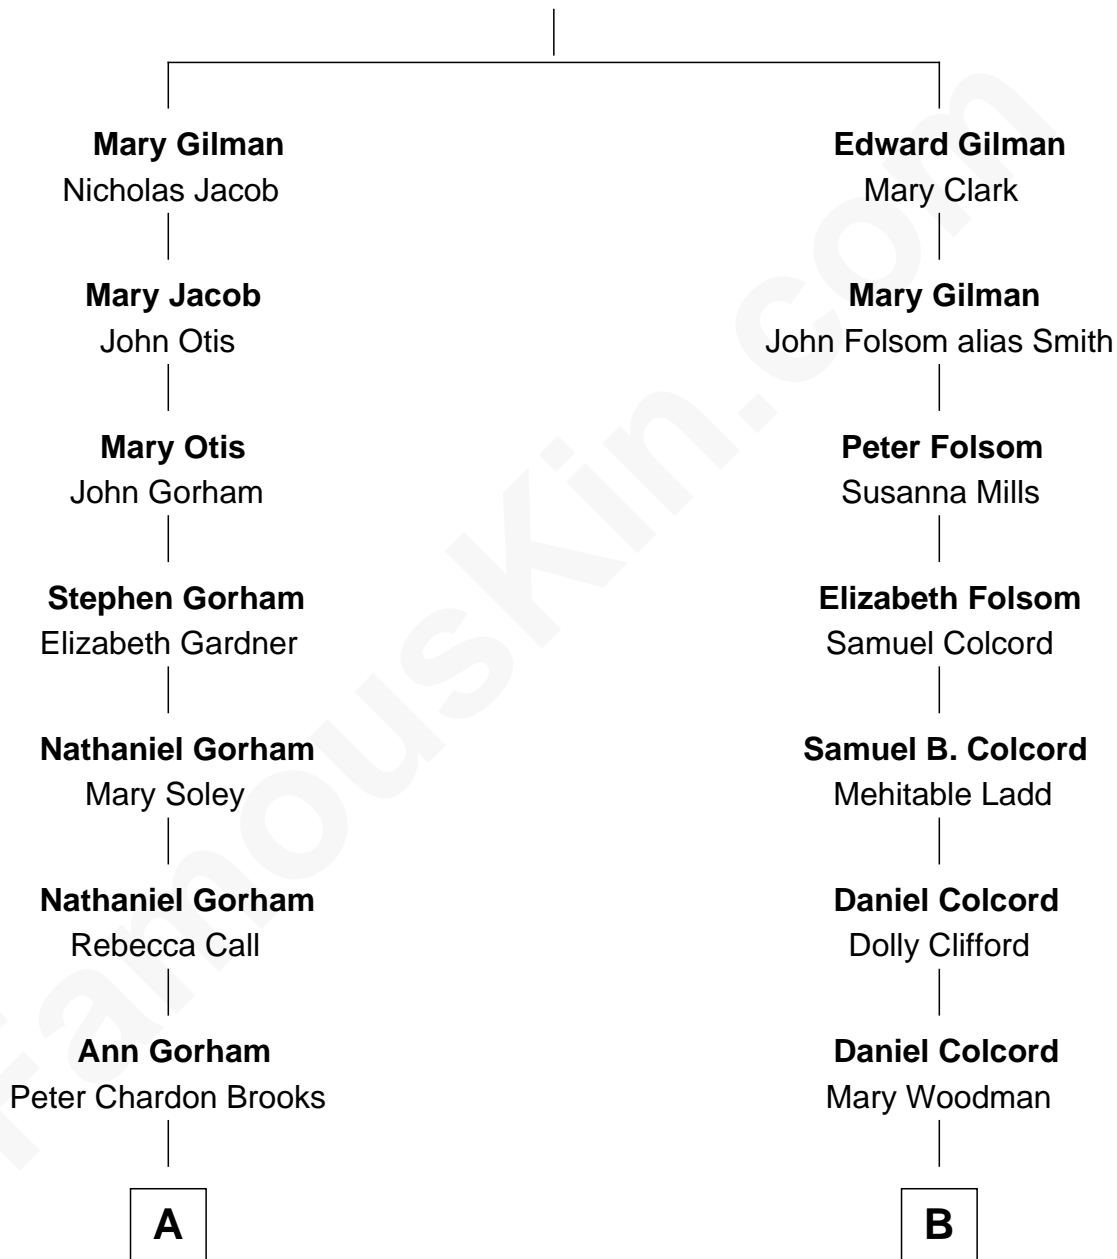 Mary Gilman
Nicholas Jacob
Mary Jacob
John Otis
Mary Otis
John Gorham
Stephen Gorham
Elizabeth Gardner
Nathaniel Gorham
Mary Soley
Nathaniel Gorham
Rebecca Call
Ann Gorham
Peter Chardon Brooks
A
Edward Gilman
Mary Clark
Mary Gilman
John Folsom alias Smith
Peter Folsom
Susanna Mills
Elizabeth Folsom
Samuel Colcord
Samuel B. Colcord
Mehitable Ladd
Daniel Colcord
Dolly Clifford
Daniel Colcord
Mary Woodman
B
FamousKin.com